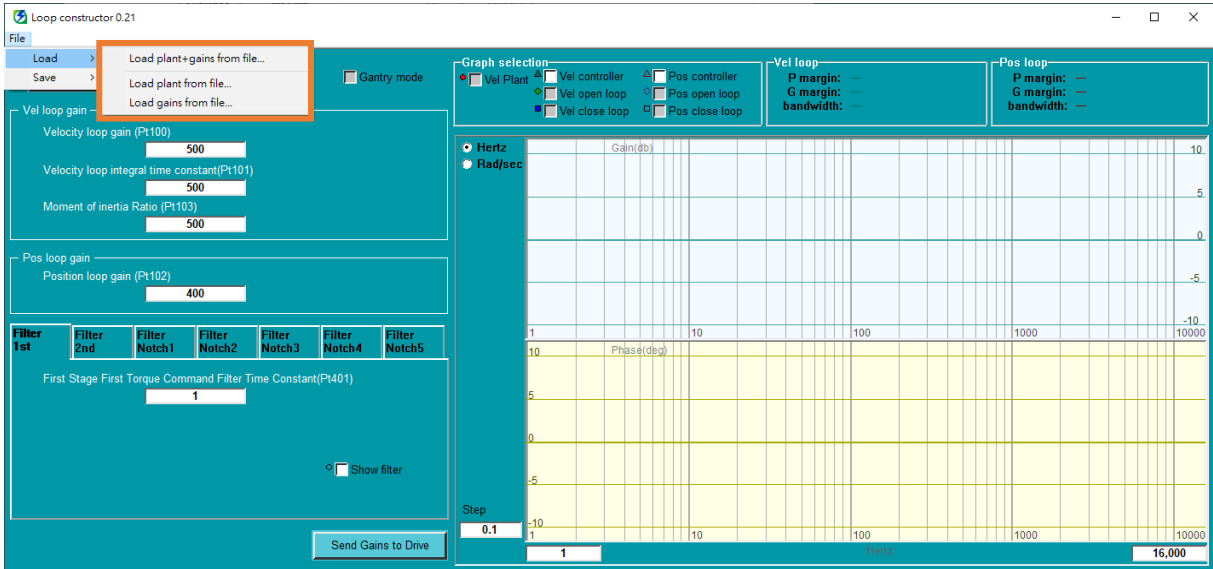 Loop constructor 0.21
File
Load
Save
Load plant+gains from file...
Load plant from file...
Load gains from file...
Gantry mode
Vel loop gain
Velocity loop gain (Pt100)
500
Velocity loop integral time constant(Pt101)
500
Moment of inertia Ratio (Pt103)
500
Pos loop gain
Position loop gain (Pt102)
400
Filter 1st
Filter 2nd
Filter Notch1
Filter Notch2
Filter Notch3
Filter Notch4
Filter Notch5
First Stage First Torque Command Filter Time Constant(Pt401)
1
Show filter
Send Gains to Drive
Graph selection
Vel Plant
Vel controller
Pos controller
Vel open loop
Pos open loop
Vel close loop
Pos close loop
Vel loop
P margin: —
G margin: —
bandwidth: —
Pos loop
P margin: —
G margin: —
bandwidth: —
Hertz
Rad/sec
Gain(db)
10
5
0
-5
-10
1 10 100 1000 10000
Phase(deg)
10
5
0
-5
-10
1 10 100 1000 10000
Step
0.1
1
Hertz
16,000